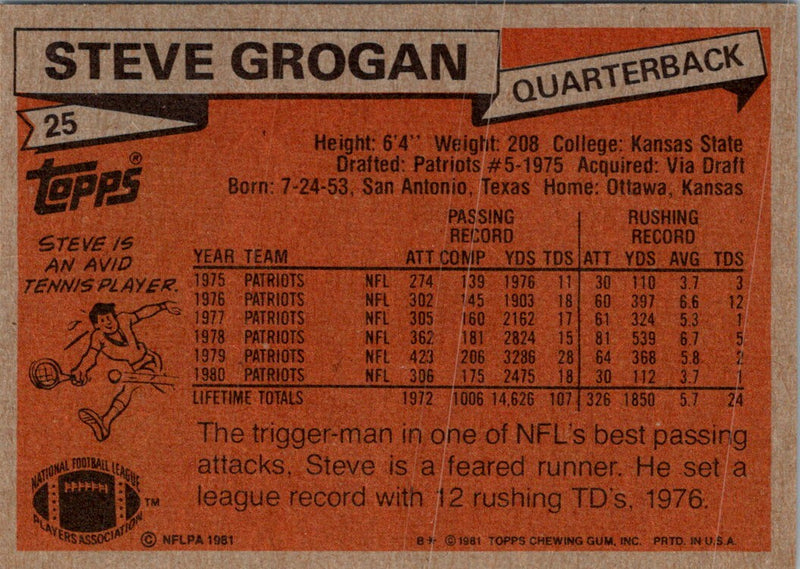 STEVE GROGAN
QUARTERBACK
25
Topps®
Height: 6'4" Weight: 208 College: Kansas State
Drafted: Patriots #5-1975 Acquired: Via Draft
Born: 7-24-53, San Antonio, Texas Home: Ottawa, Kansas
STEVE IS
AN AVID
TENNIS PLAYER.
PASSING RUSHING
RECORD RECORD
YEAR TEAM ATT COMP YDS TDS ATT YDS AVG TDS
1975 PATRIOTS NFL 274 139 1976 11 30 110 3.7 3
1976 PATRIOTS NFL 302 145 1903 18 60 397 6.6 12
1977 PATRIOTS NFL 305 160 2162 17 61 324 5.3 1
1978 PATRIOTS NFL 362 181 2824 15 81 539 6.7 5
1979 PATRIOTS NFL 423 206 3286 28 64 368 5.8 2
1980 PATRIOTS NFL 306 175 2475 18 30 112 3.7 1
LIFETIME TOTALS 1972 1006 14,626 107 326 1850 5.7 24
The trigger-man in one of NFL's best passing
attacks, Steve is a feared runner. He set a
league record with 12 rushing TD's, 1976.
NATIONAL FOOTBALL LEAGUE
PLAYERS ASSOCIATION
TM
© NFLPA 1981
8* © 1981 TOPPS CHEWING GUM, INC. PRTD. IN U.S.A.